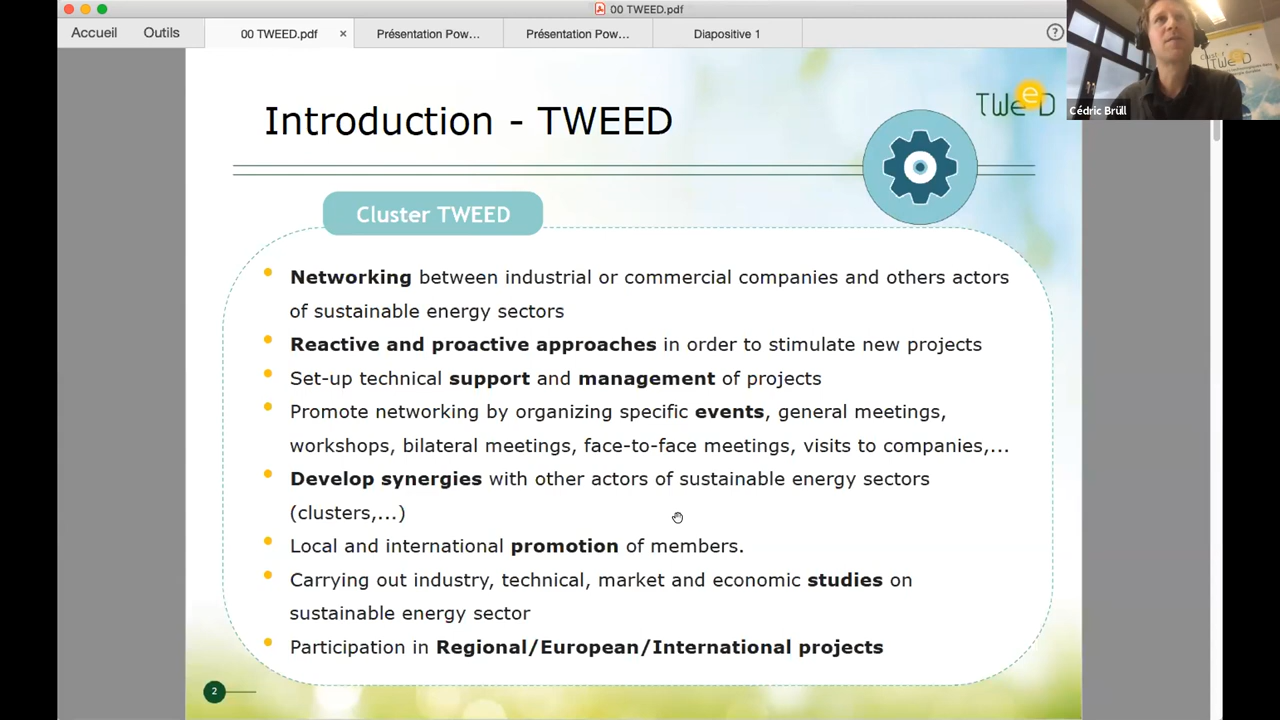 00 TWEED.pdf
Accueil Outils 00 TWEED.pdf × Présentation Pow... Présentation Pow... Diapositive 1 ?
Cluster
TWeeD
Cédric Brüll
TWeeD
Introduction - TWEED
Cluster TWEED
Networking between industrial or commercial companies and others actors
of sustainable energy sectors
Reactive and proactive approaches in order to stimulate new projects
Set-up technical support and management of projects
Promote networking by organizing specific events, general meetings,
workshops, bilateral meetings, face-to-face meetings, visits to companies,...
Develop synergies with other actors of sustainable energy sectors
(clusters,...)
Local and international promotion of members.
Carrying out industry, technical, market and economic studies on
sustainable energy sector
Participation in Regional/European/International projects
2